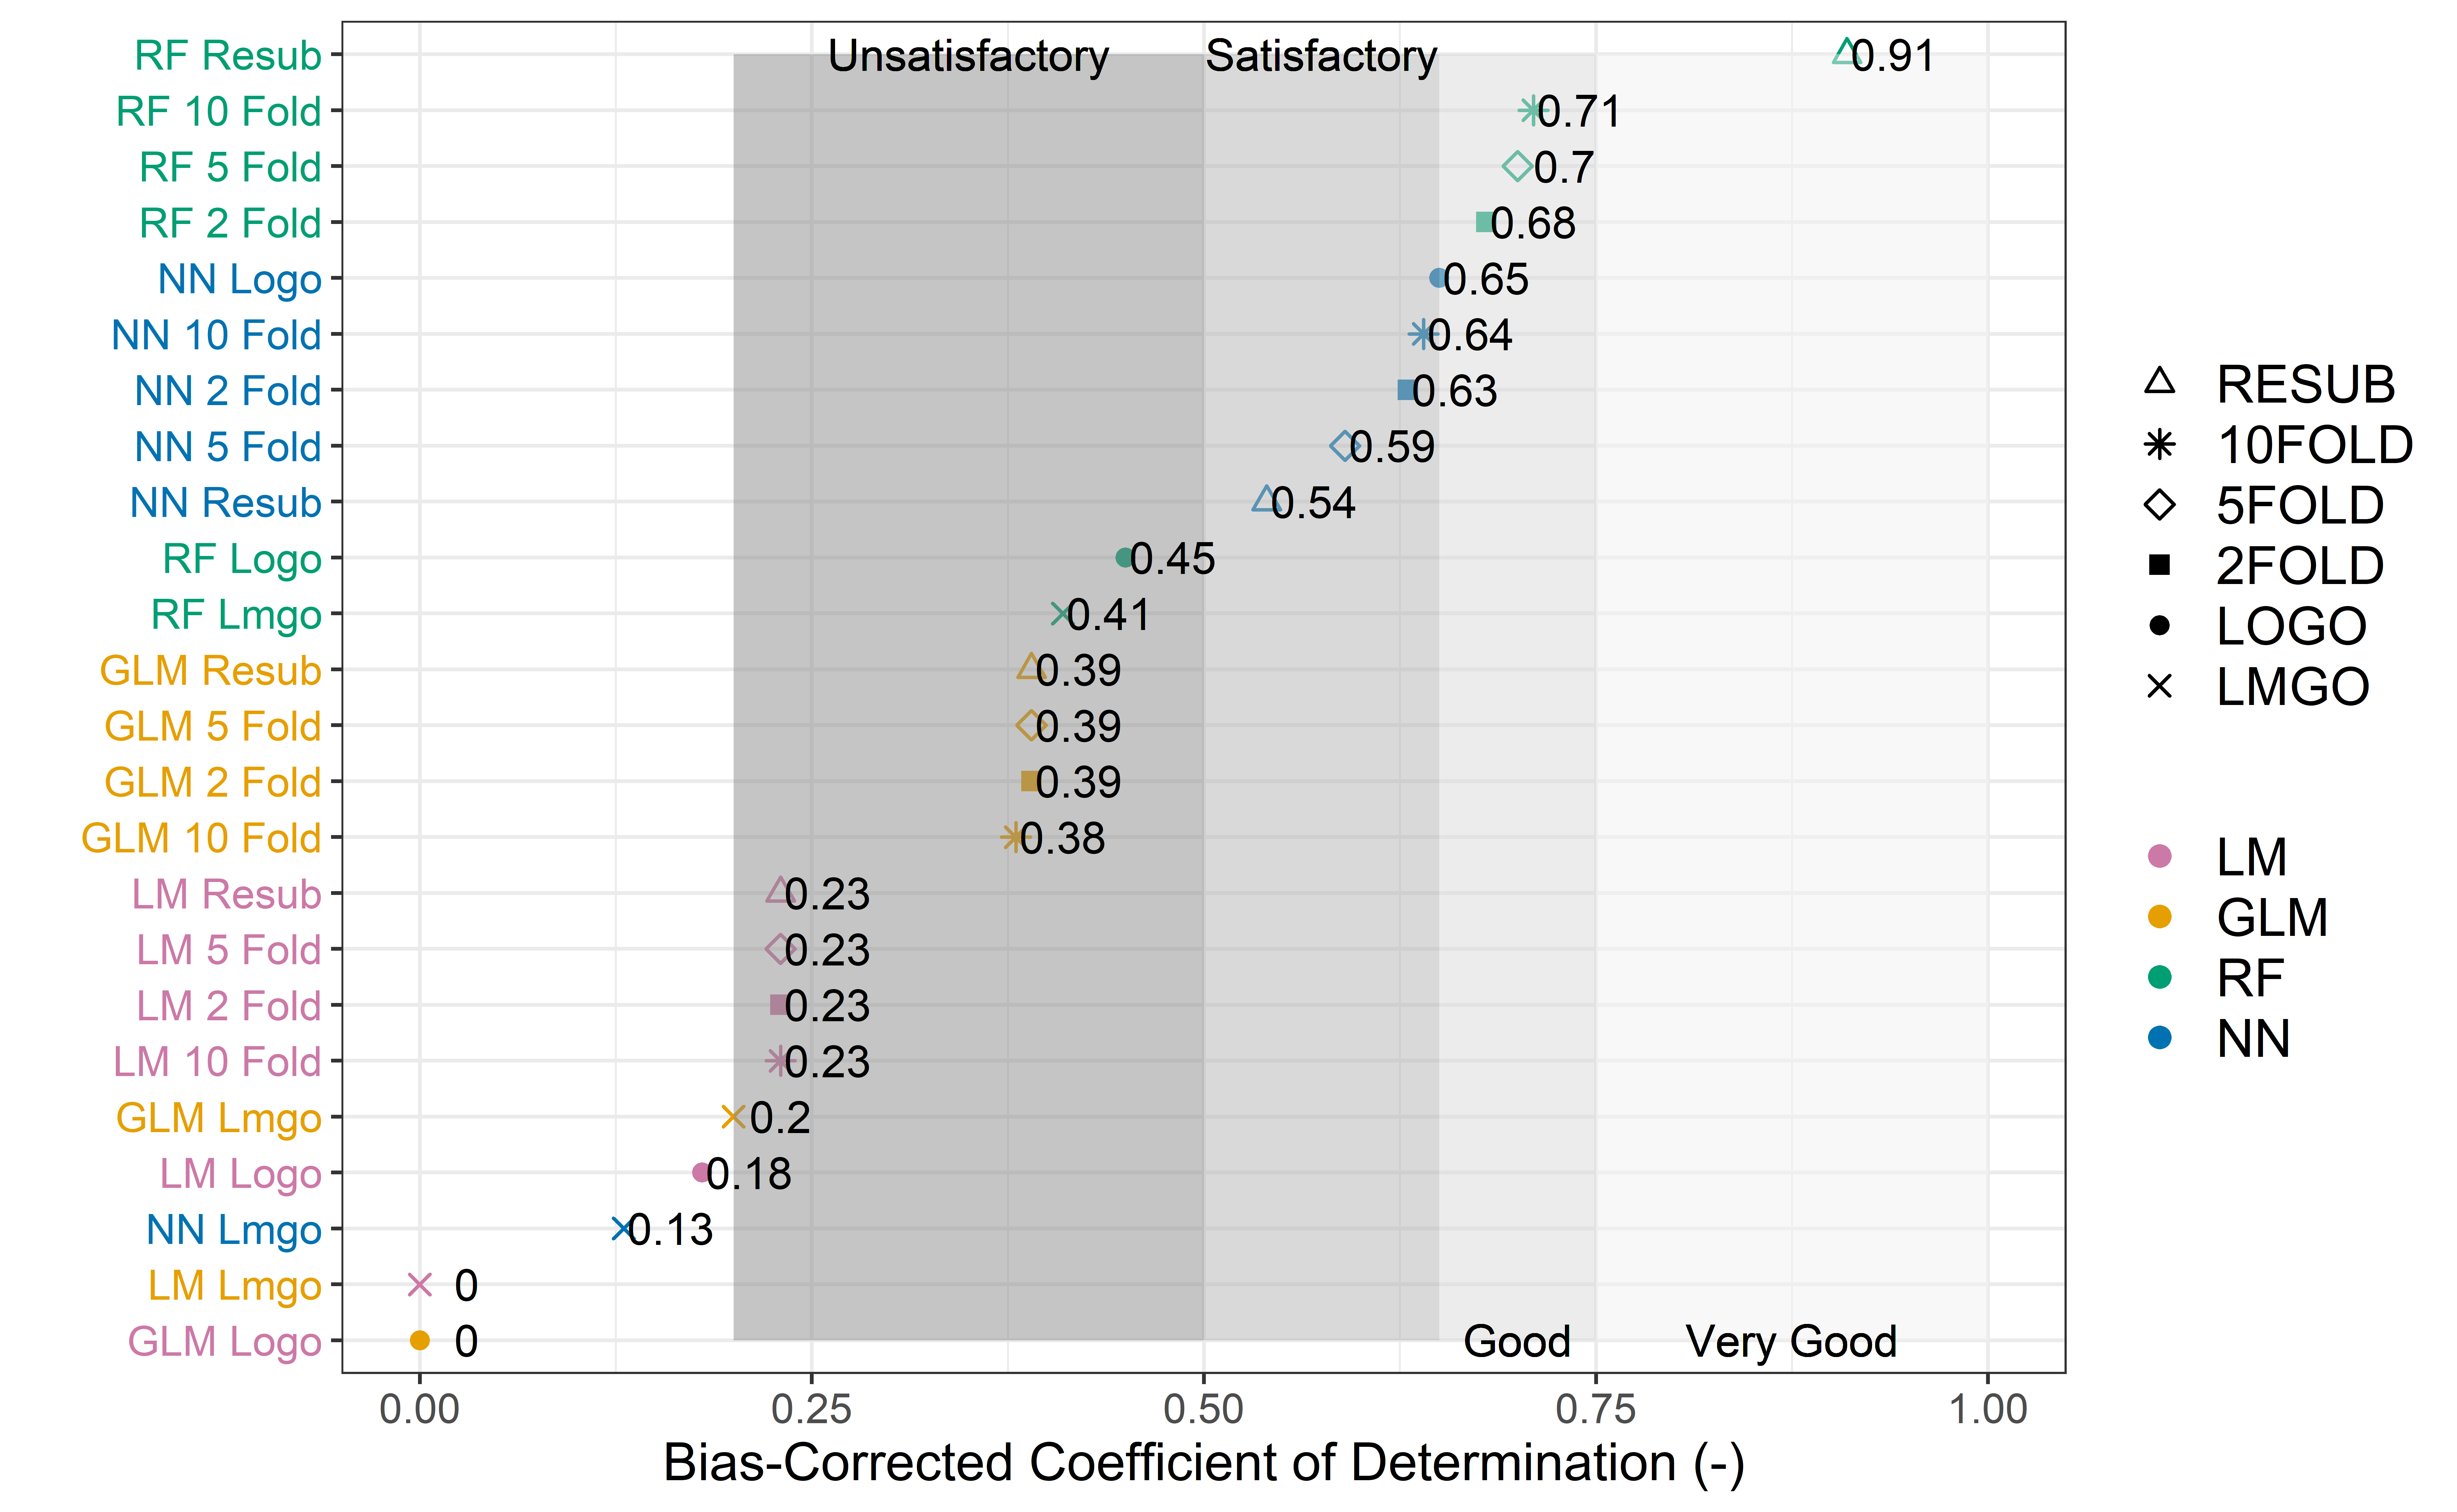 RF Resub
Unsatisfactory
Satisfactory
0.91
RF 10 Fold
0.71
RF 5 Fold
0.7
RF 2 Fold
0.68
NN Logo
0.65
NN 10 Fold
0.64
NN 2 Fold
0.63
NN 5 Fold
0.59
NN Resub
0.54
RF Logo
0.45
RF Lmgo
0.41
GLM Resub
0.39
GLM 5 Fold
0.39
GLM 2 Fold
0.39
GLM 10 Fold
0.38
LM Resub
0.23
LM 5 Fold
0.23
LM 2 Fold
0.23
LM 10 Fold
0.23
GLM Lmgo
0.2
LM Logo
0.18
NN Lmgo
0.13
LM Lmgo
0
GLM Logo
0
Good
Very Good
0.00
0.25
0.50
0.75
1.00
Bias-Corrected Coefficient of Determination (-)
RESUB
10FOLD
5FOLD
2FOLD
LOGO
LMGO
LM
GLM
RF
NN